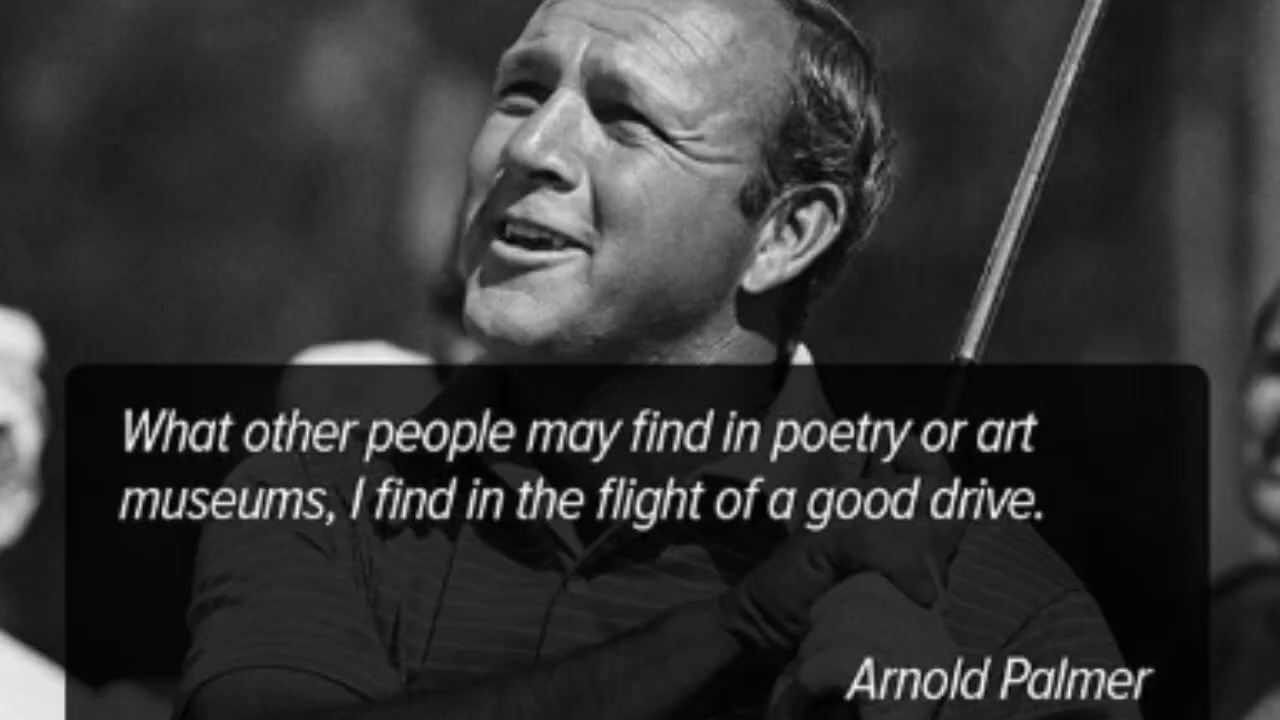 What other people may find in poetry or art
museums, I find in the flight of a good drive.
Arnold Palmer